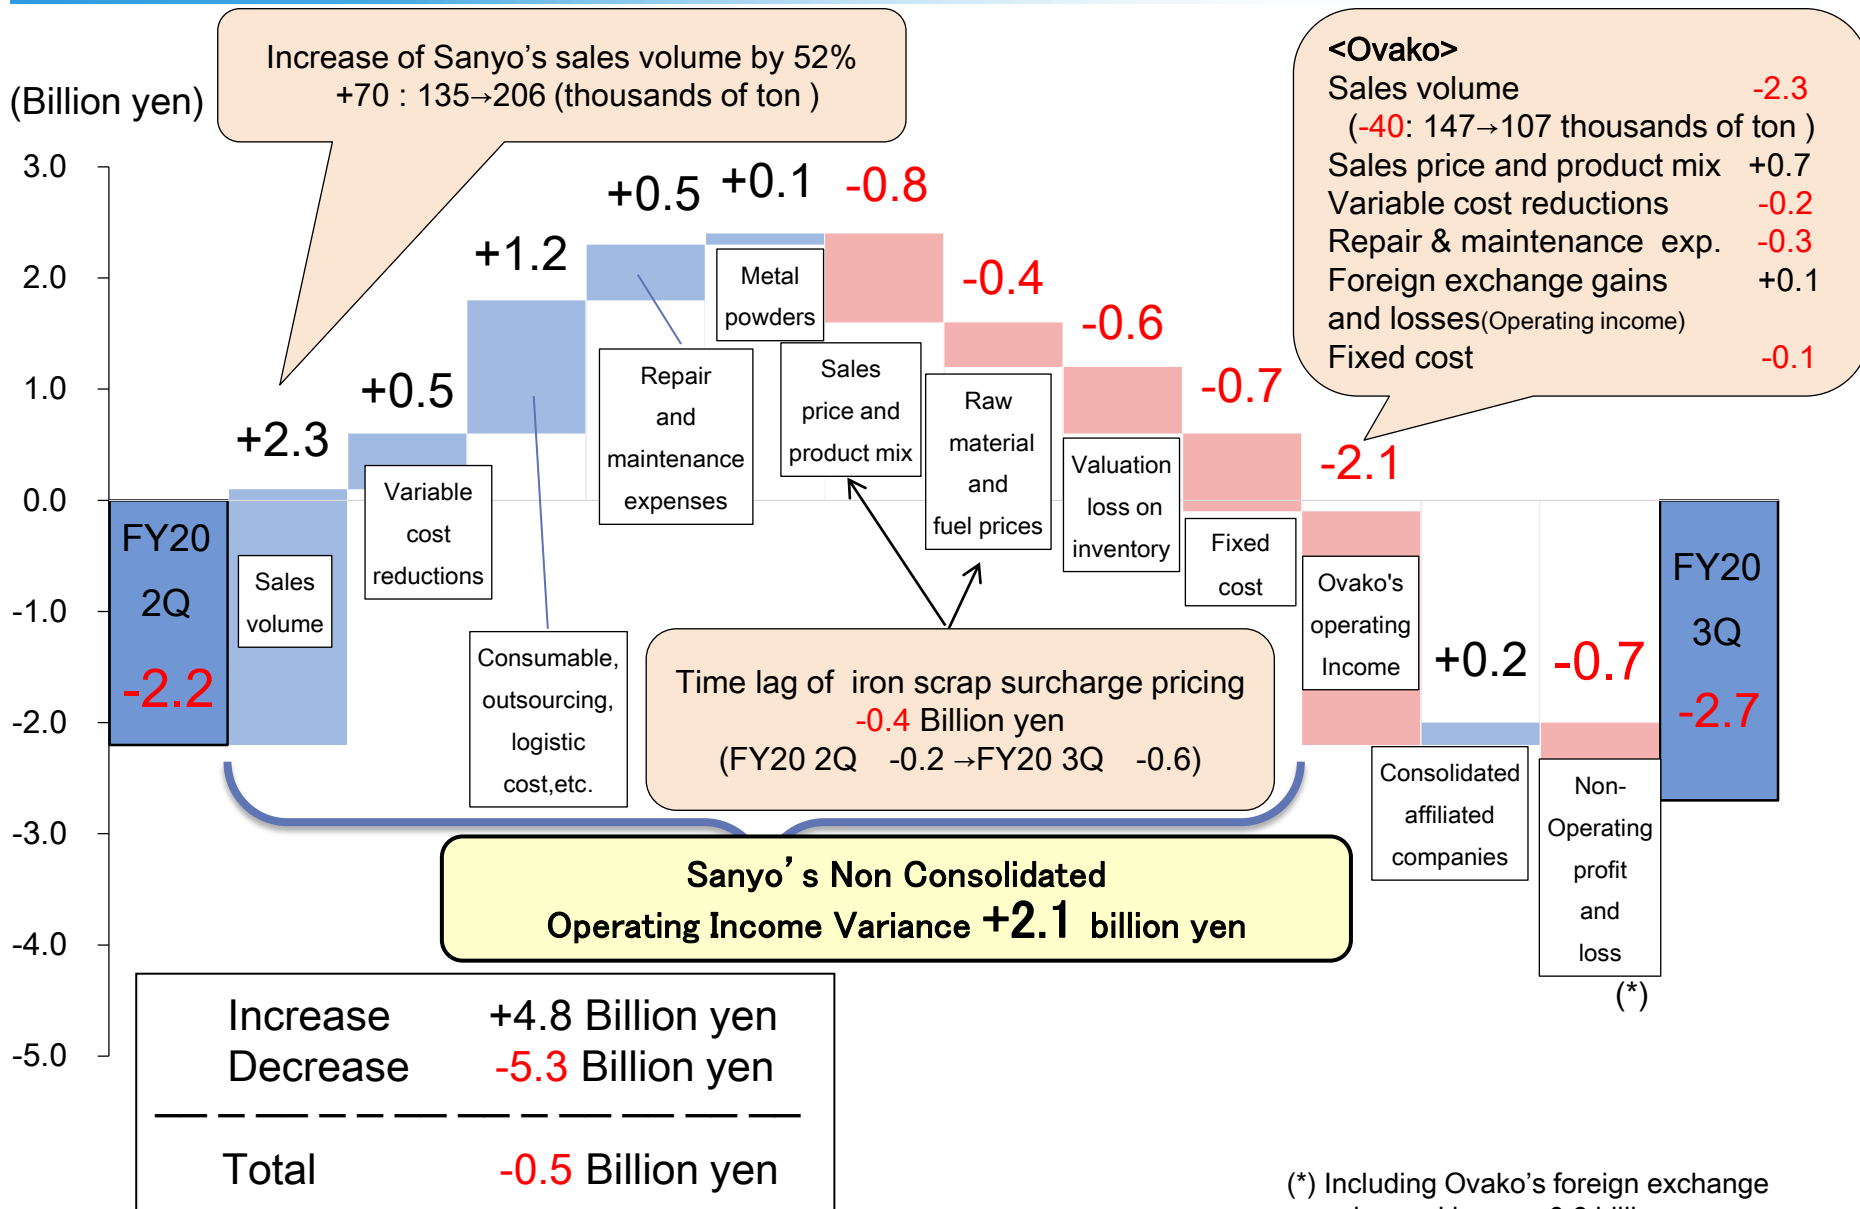 Increase of Sanyo's sales volume by 52%
+70 : 135→206 (thousands of ton )
(Billion yen)
<Ovako>
Sales volume -2.3
(-40: 147→107 thousands of ton )
Sales price and product mix +0.7
Variable cost reductions -0.2
Repair & maintenance exp. -0.3
Foreign exchange gains +0.1
and losses(Operating income)
Fixed cost -0.1
3.0
2.0
1.0
0.0
-1.0
-2.0
-3.0
-4.0
-5.0
+2.3
+0.5
+1.2
+0.5
+0.1
-0.8
-0.4
-0.6
-0.7
-2.1
+0.2
-0.7
FY20
2Q
-2.2
Sales
volume
Variable
cost
reductions
Consumable,
outsourcing,
logistic
cost,etc.
Repair
and
maintenance
expenses
Metal
powders
Sales
price and
product mix
Raw
material
and
fuel prices
Valuation
loss on
inventory
Fixed
cost
Ovako's
operating
Income
Consolidated
affiliated
companies
Non-
Operating
profit
and
loss
(*)
FY20
3Q
-2.7
Time lag of iron scrap surcharge pricing
-0.4 Billion yen
(FY20 2Q -0.2→FY20 3Q -0.6)
Sanyo's Non Consolidated
Operating Income Variance +2.1 billion yen
Increase +4.8 Billion yen
Decrease -5.3 Billion yen
Total -0.5 Billion yen
(*) Including Ovako's foreign exchange